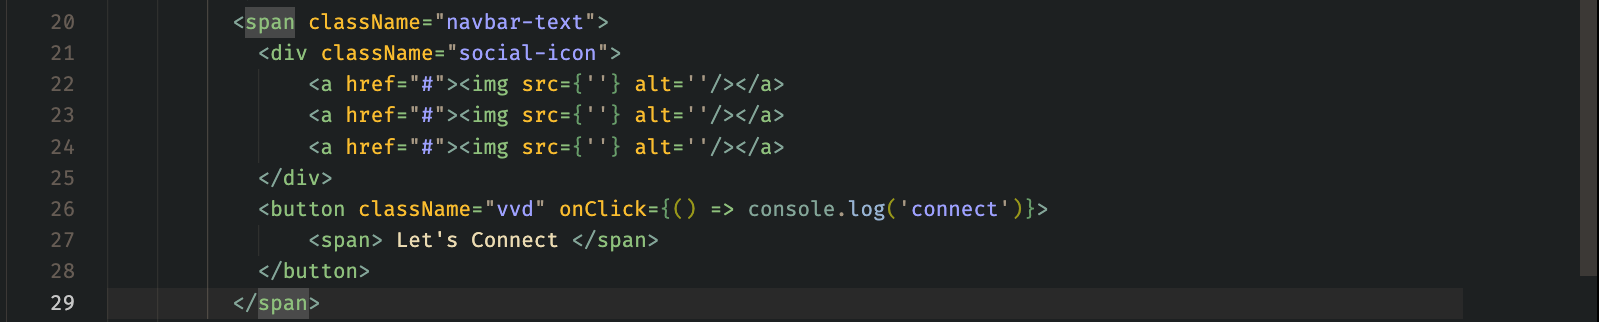 20 <span className="navbar-text">
21 <div className="social-icon">
22 <a href="#"><img src={''} alt=''/></a>
23 <a href="#"><img src={''} alt=''/></a>
24 <a href="#"><img src={''} alt=''/></a>
25 </div>
26 <button className="vvd" onClick={() => console.log('connect')}>
27 <span> Let's Connect </span>
28 </button>
29 </span>